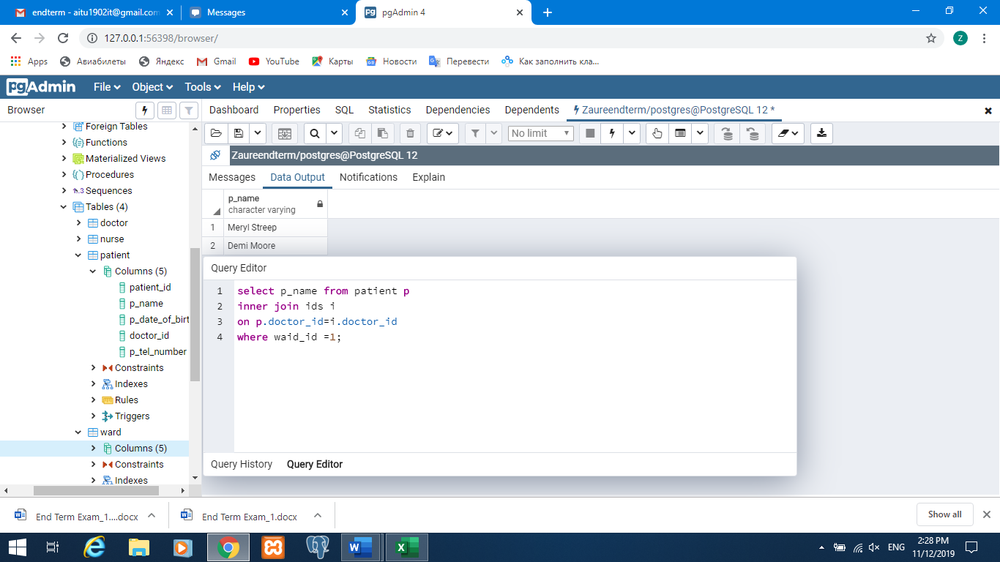 endterm - aitu1902it@gmail.com
Messages
pgAdmin 4
127.0.0.1:56398/browser/
Z
Apps
Авиабилеты
Яндекс
Gmail
YouTube
Карты
Новости
Перевести
Как заполнить кла...
pgAdmin File Object Tools Help
Browser
Dashboard Properties SQL Statistics Dependencies Dependents Zaureendterm/postgres@PostgreSQL 12 *
No limit
Zaureendterm/postgres@PostgreSQL 12
Messages Data Output Notifications Explain
Foreign Tables
Functions
Materialized Views
Procedures
1..3 Sequences
Tables (4)
doctor
nurse
patient
Columns (5)
patient_id
p_name
p_date_of_birt
doctor_id
p_tel_number
Constraints
Indexes
Rules
Triggers
ward
Columns (5)
Constraints
Indexes
p_name
character varying
1 Meryl Streep
2 Demi Moore
Query Editor
1 select p_name from patient p
2 inner join ids i
3 on p.doctor_id=i.doctor_id
4 where waid_id =1;
Query History Query Editor
End Term Exam_1....docx
End Term Exam_1.docx
Show all
ENG
2:28 PM
11/12/2019